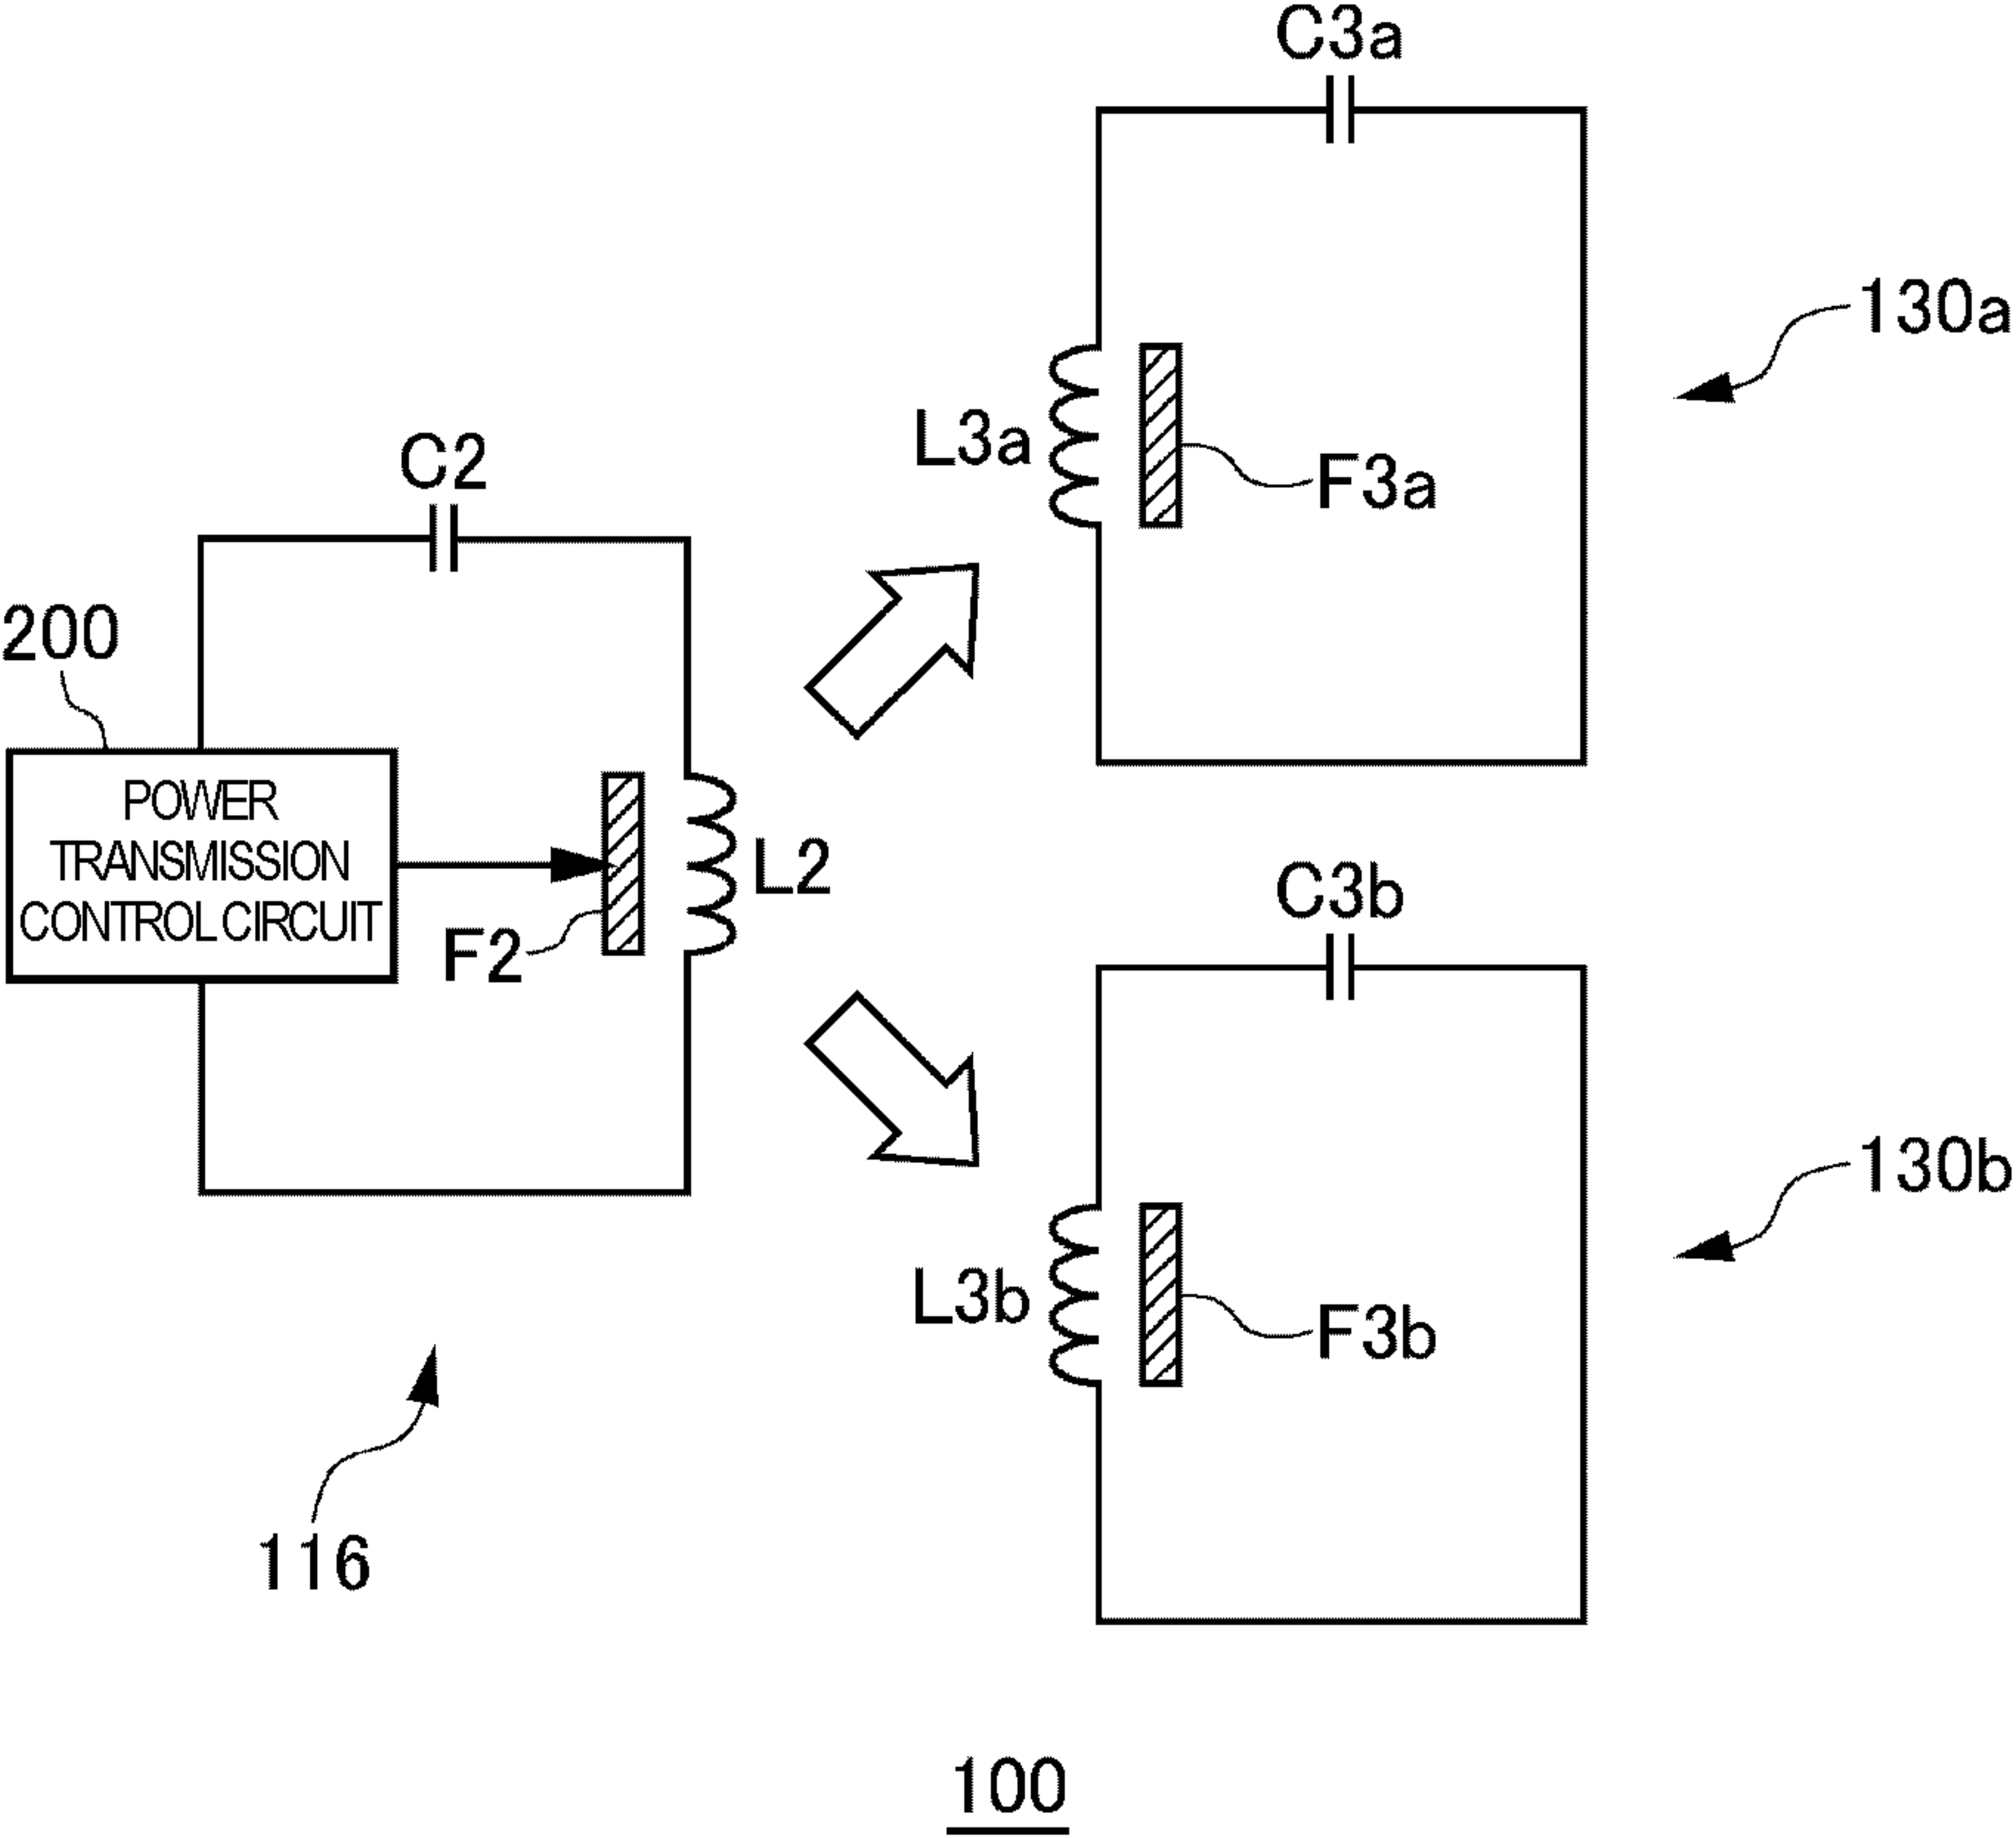 C3a
130a
L3a
F3a
C2
200
POWER
TRANSMISSION
CONTROL CIRCUIT
L2
F2
C3b
130b
L3b
F3b
116
100